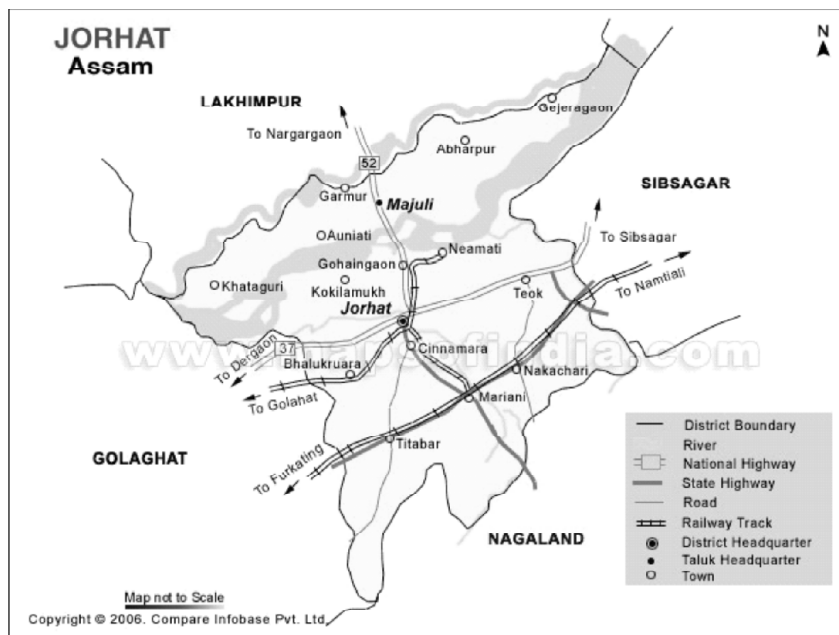 JORHAT
Assam
N
LAKHIMPUR
To Nargargaon
52
Gejeragaon
Abharpur
Garmur
Majuli
SIBSAGAR
Auniati
Neamati
To Sibsagar
Gohaingaon
Khataguri
Kokilamukh
Teok
To Namtiali
Jorhat
www.mapsofindia.com
37
Cinnamara
To Dergaon
Bhalukruara
Nakachari
To Golahat
Mariani
Titabar
GOLAGHAT
To Furkating
NAGALAND
District Boundary
River
National Highway
State Highway
Road
Railway Track
District Headquarter
Taluk Headquarter
Town
Map not to Scale
Copyright © 2006. Compare Infobase Pvt. Ltd.